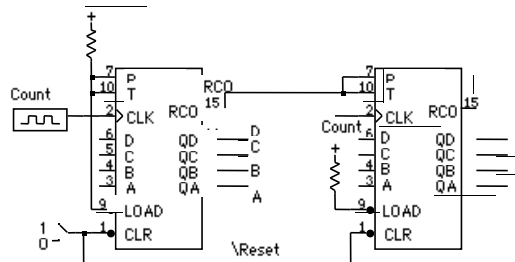 +
7 P RCO 7 P
10 T 15 10 T 15
Count 2 CLK RCO 2 CLK RCO
Count
6 D QD D 6 D QD
5 C QC C + 5 C QC
4 B QB B 4 B QB
3 A QA A 3 A QA
9 LOAD 9 LOAD
1 1 CLR 1 CLR
0 \Reset